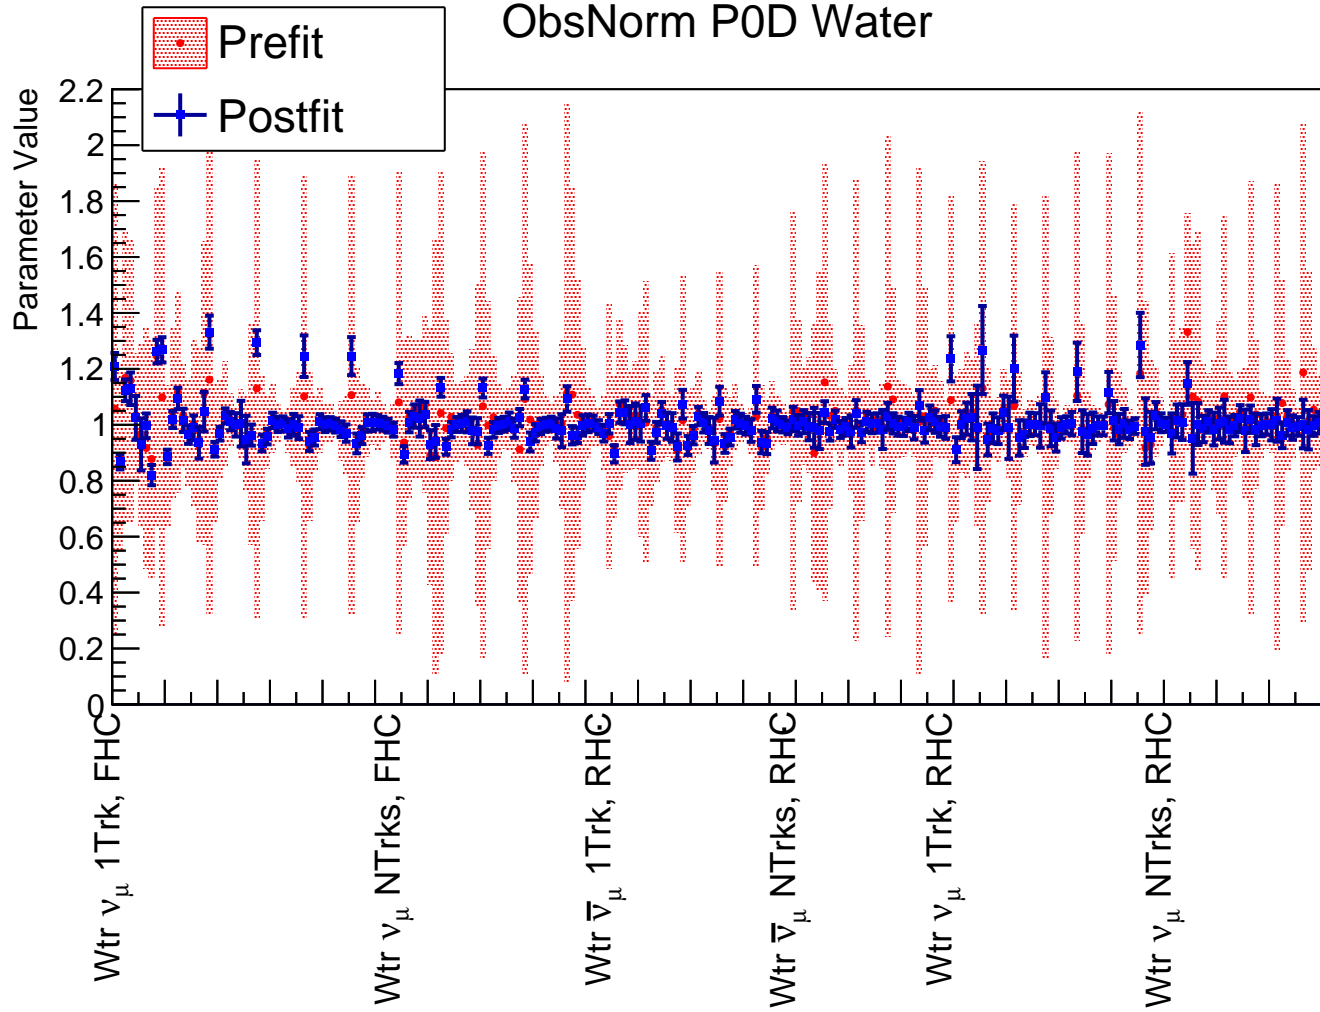 ObsNorm P0D Water
Prefit
Postfit
Parameter Value
2.2
2
1.8
1.6
1.4
1.2
1
0.8
0.6
0.4
0.2
0
Wtr νμ 1Trk, FHC
Wtr νμ NTrks, FHC
Wtr ν̅μ 1Trk, RHC
Wtr ν̅μ NTrks, RHC
Wtr νμ 1Trk, RHC
Wtr νμ NTrks, RHC